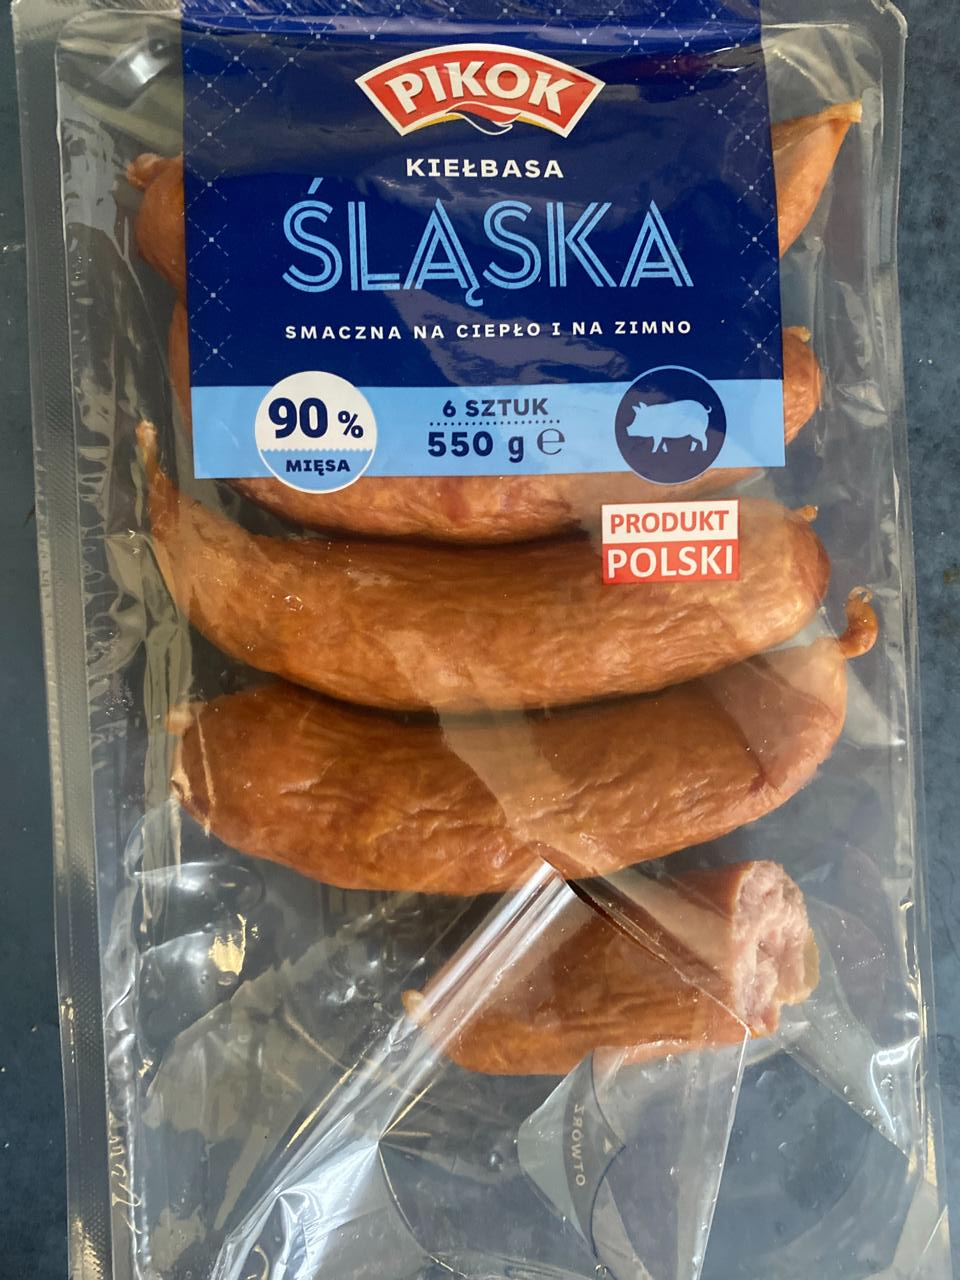 PIKOK
KIEŁBASA
ŚLĄSKA
SMACZNA NA CIEPŁO I NA ZIMNO
90 %
MIĘSA
6 SZTUK
550 g ℮
PRODUKT
POLSKI